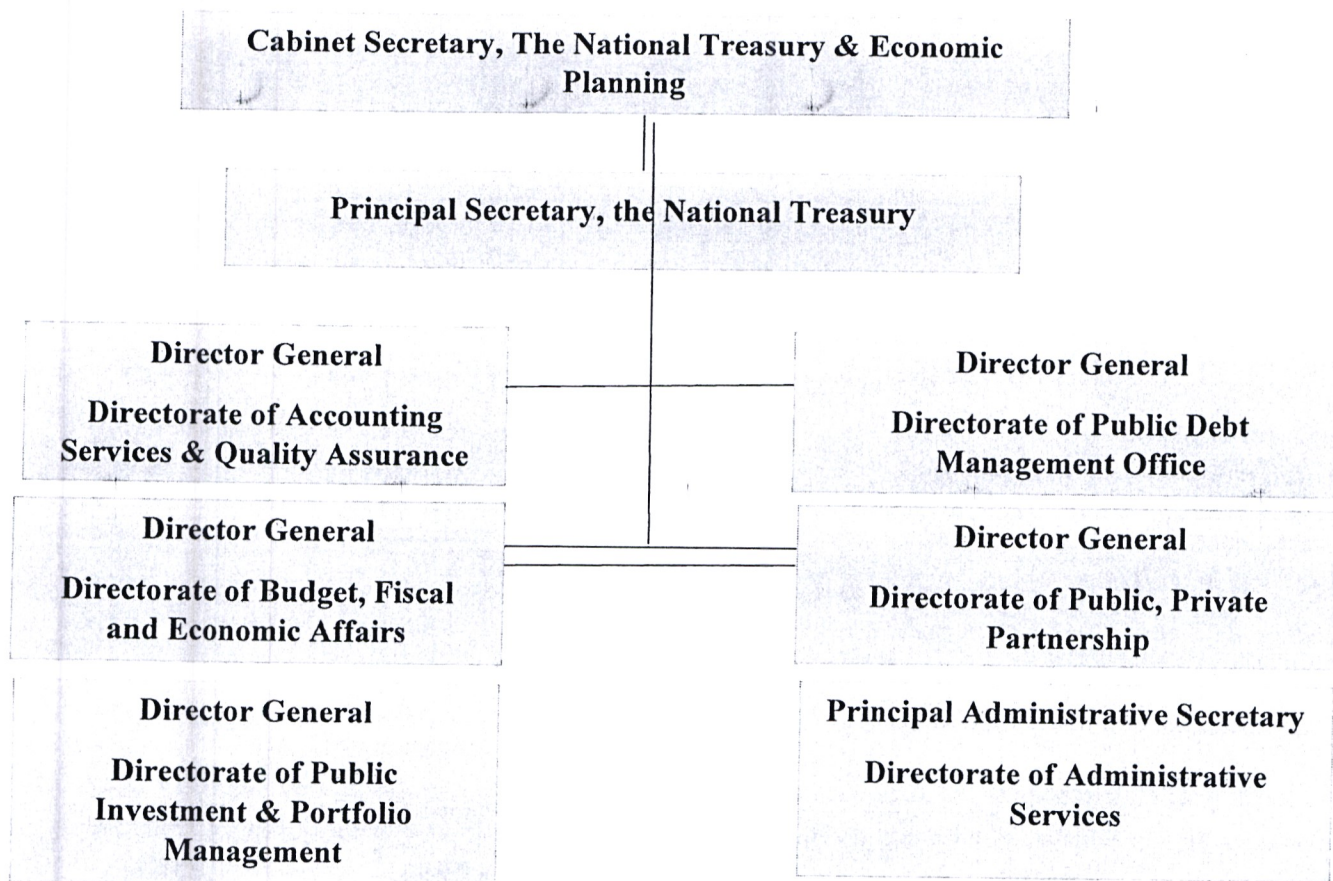 Cabinet Secretary, The National Treasury & Economic
Planning
Principal Secretary, the National Treasury
Director General
Directorate of Accounting
Services & Quality Assurance
Director General
Directorate of Public Debt
Management Office
Director General
Directorate of Budget, Fiscal
and Economic Affairs
Director General
Directorate of Public, Private
Partnership
Director General
Directorate of Public
Investment & Portfolio
Management
Principal Administrative Secretary
Directorate of Administrative
Services